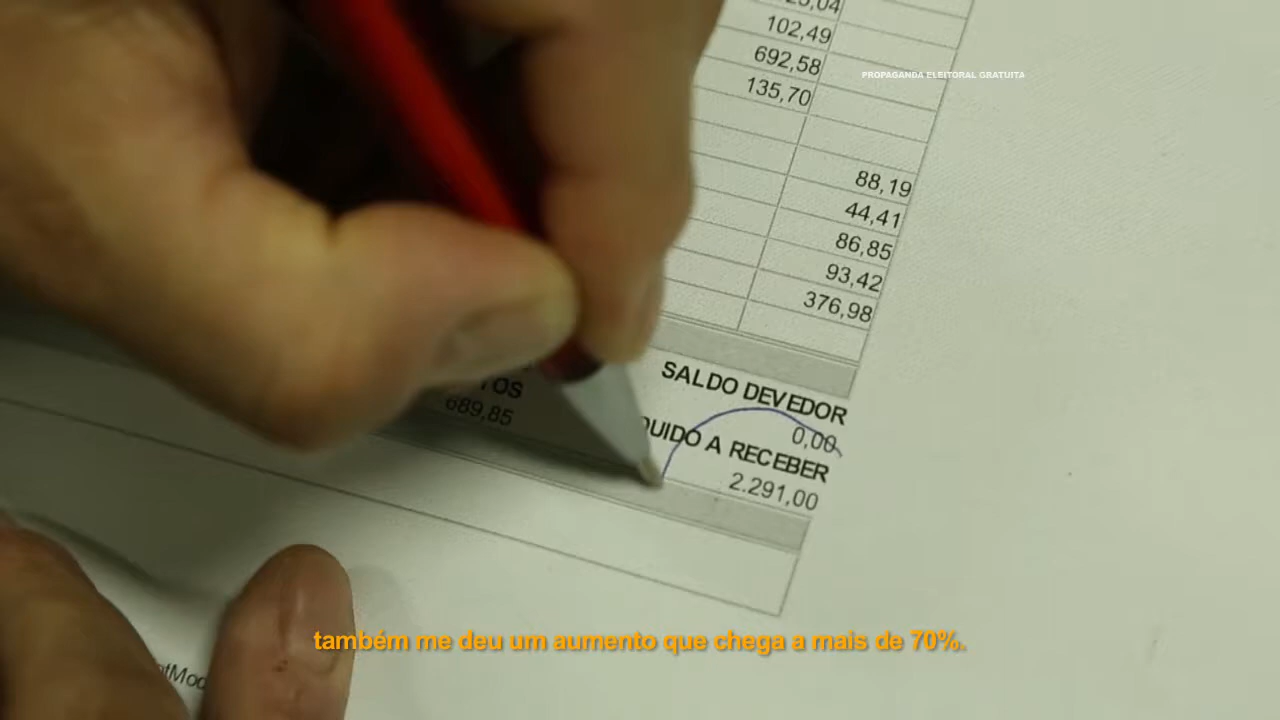 102,49
692,58
PROPAGANDA ELEITORAL GRATUITA
135,70
88,19
44,41
86,85
93,42
376,98
SALDO DEVEDOR
0,00
689,85
A RECEBER
2.291,00
também me deu um aumento que chega a mais de 70%.